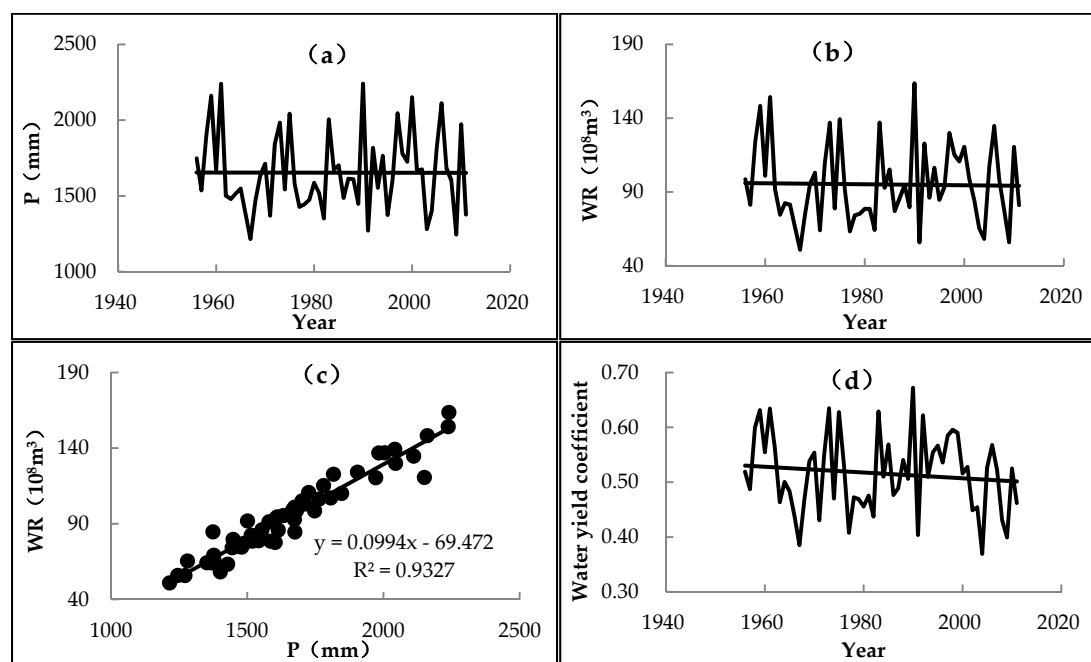 (a)
2500
2000
1500
1000
P（mm）
1940 1960 1980 2000 2020
Year
(b)
190
140
90
40
WR（10⁸m³）
1940 1960 1980 2000 2020
Year
(c)
190
140
90
40
WR（10⁸m³）
y = 0.0994x - 69.472
R² = 0.9327
1000 1500 2000 2500
P（mm）
(d)
0.70
0.60
0.50
0.40
0.30
Water yield coefficient
1940 1960 1980 2000 2020
Year